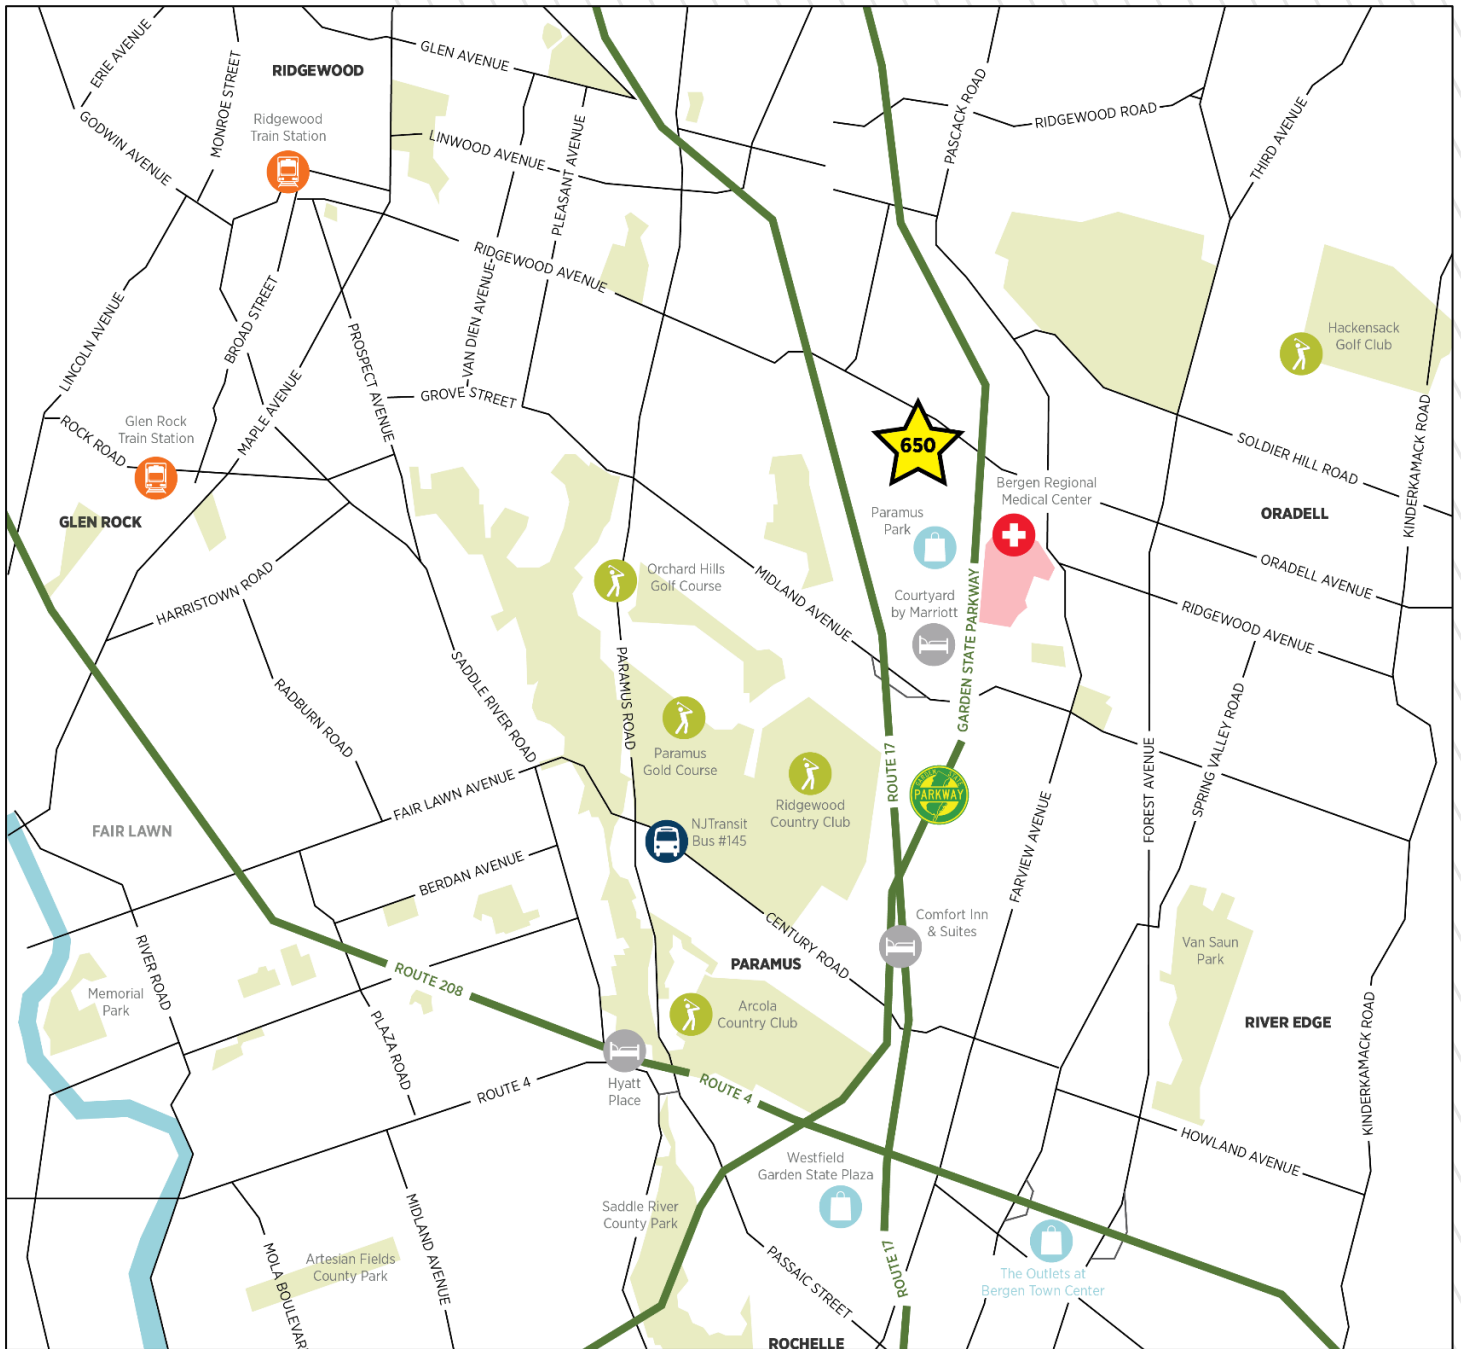 ERIE AVENUE
GLEN AVENUE
RIDGEWOOD
MONROE STREET
GODWIN AVENUE
Ridgewood
Train Station
LINWOOD AVENUE
PLEASANT AVENUE
PASCACK ROAD
RIDGEWOOD ROAD
THIRD AVENUE
RIDGEWOOD AVENUE
VAN DIEN AVENUE
LINCOLN AVENUE
BROAD STREET
PROSPECT AVENUE
MAPLE AVENUE
GROVE STREET
Hackensack
Golf Club
ROCK ROAD
Glen Rock
Train Station
GLEN ROCK
650
SOLDIER HILL ROAD
KINDERKAMACK ROAD
Bergen Regional
Medical Center
ORADELL
Paramus
Park
ORADELL AVENUE
Orchard Hills
Golf Course
MIDLAND AVENUE
Courtyard
by Marriott
GARDEN STATE PARKWAY
RIDGEWOOD AVENUE
HARRISTOWN ROAD
RADBURN ROAD
SADDLE RIVER ROAD
PARAMUS ROAD
Paramus
Gold Course
Ridgewood
Country Club
ROUTE 17
GARDEN STATE
PARKWAY
FARVIEW AVENUE
FOREST AVENUE
SPRING VALLEY ROAD
FAIR LAWN AVENUE
FAIR LAWN
NJTransit
Bus #145
BERDAN AVENUE
Comfort Inn
& Suites
CENTURY ROAD
PARAMUS
Van Saun
Park
RIVER ROAD
ROUTE 208
Memorial
Park
Arcola
Country Club
RIVER EDGE
KINDERKAMACK ROAD
PLAZA ROAD
ROUTE 4
Hyatt
Place
ROUTE 4
HOWLAND AVENUE
Westfield
Garden State Plaza
MIDLAND AVENUE
Saddle River
County Park
MOLA BOULEVAR
Artesian Fields
County Park
PASSAIC STREET
ROUTE 17
The Outlets at
Bergen Town Center
ROCHELLE